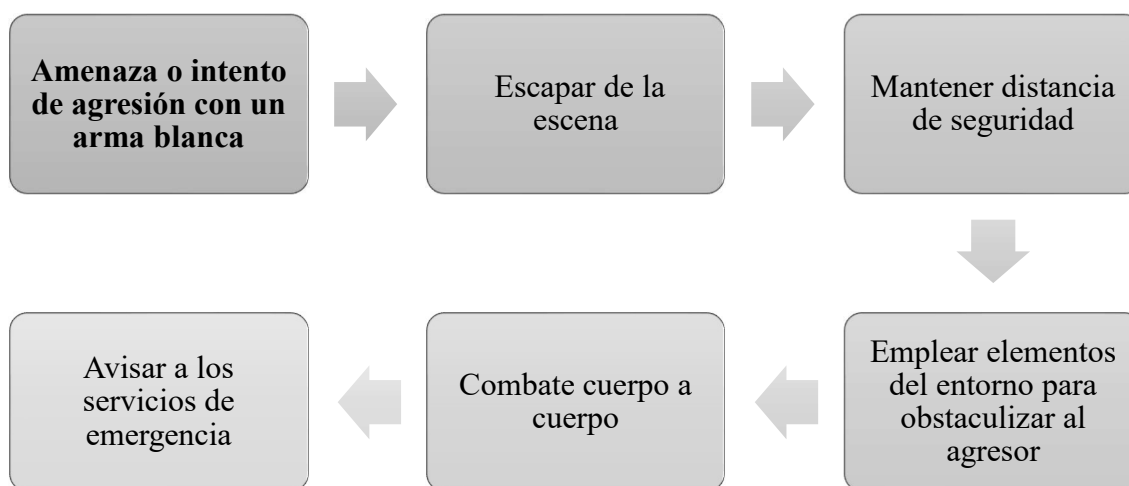 Amenaza o intento
de agresión con un
arma blanca
Escapar de la
escena
Mantener distancia
de seguridad
Emplear elementos
del entorno para
obstaculizar al
agresor
Combate cuerpo a
cuerpo
Avisar a los
servicios de
emergencia